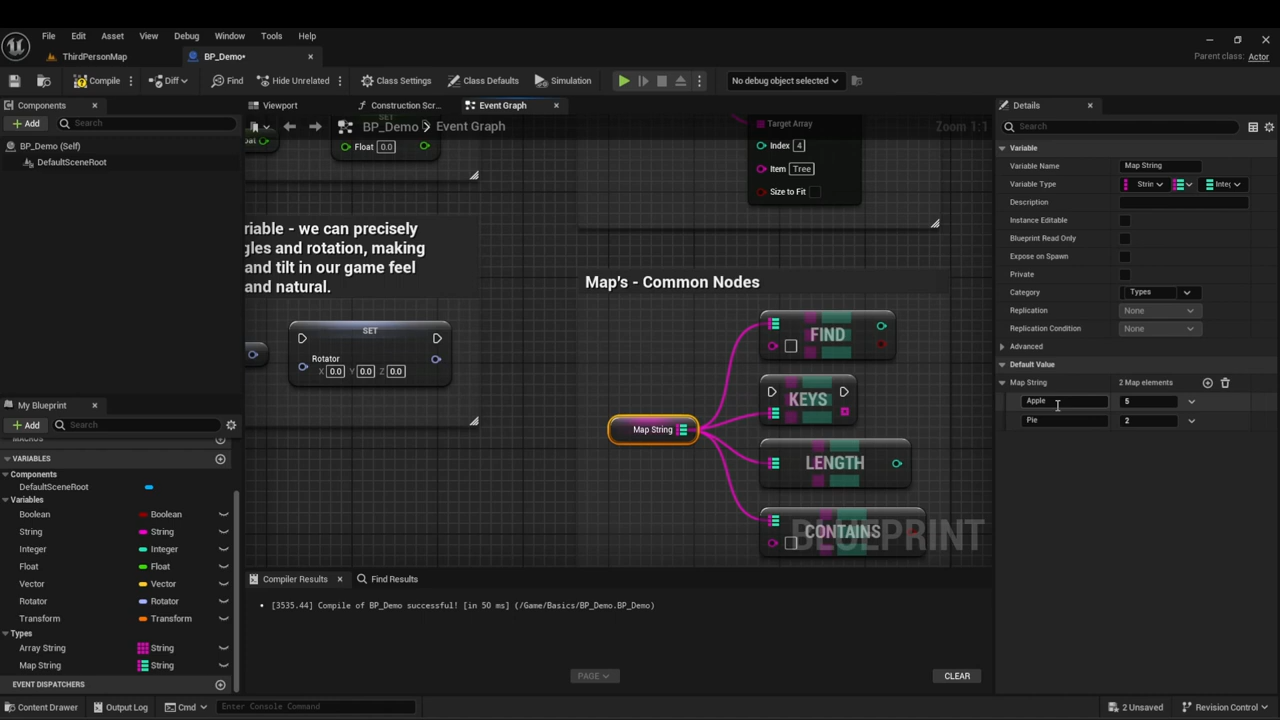 File Edit Asset View Debug Window Tools Help
ThirdPersonMap BP_Demo•
Parent class: Actor
Compile Diff Find Hide Unrelated Class Settings Class Defaults Simulation No debug object selected
Components
Add Search
BP_Demo (Self)
DefaultSceneRoot
Viewport Construction Scr... Event Graph
BP_Demo > Event Graph
Zoom 1:1
SET
Float 0.0
Target Array
Index 4
Item Tree
Size to Fit
riable - we can precisely
gles and rotation, making
and tilt in our game feel
and natural.
SET
Rotator
X 0.0 Y 0.0 Z 0.0
Map's - Common Nodes
Map String
FIND
KEYS
LENGTH
CONTAINS
BLUEPRINT
My Blueprint
Add Search
MACROS
VARIABLES
Components
DefaultSceneRoot
Variables
Boolean Boolean
String String
Integer Integer
Float Float
Vector Vector
Rotator Rotator
Transform Transform
Types
Array String String
Map String String
EVENT DISPATCHERS
Compiler Results Find Results
• [3535.44] Compile of BP_Demo successful! [in 50 ms] (/Game/Basics/BP_Demo.BP_Demo)
PAGE CLEAR
Details
Search
Variable
Variable Name Map String
Variable Type Strin Integ
Description
Instance Editable
Blueprint Read Only
Expose on Spawn
Private
Category Types
Replication None
Replication Condition None
Advanced
Default Value
Map String 2 Map elements
Apple 5
Pie 2
Content Drawer Output Log Cmd Enter Console Command 2 Unsaved Revision Control